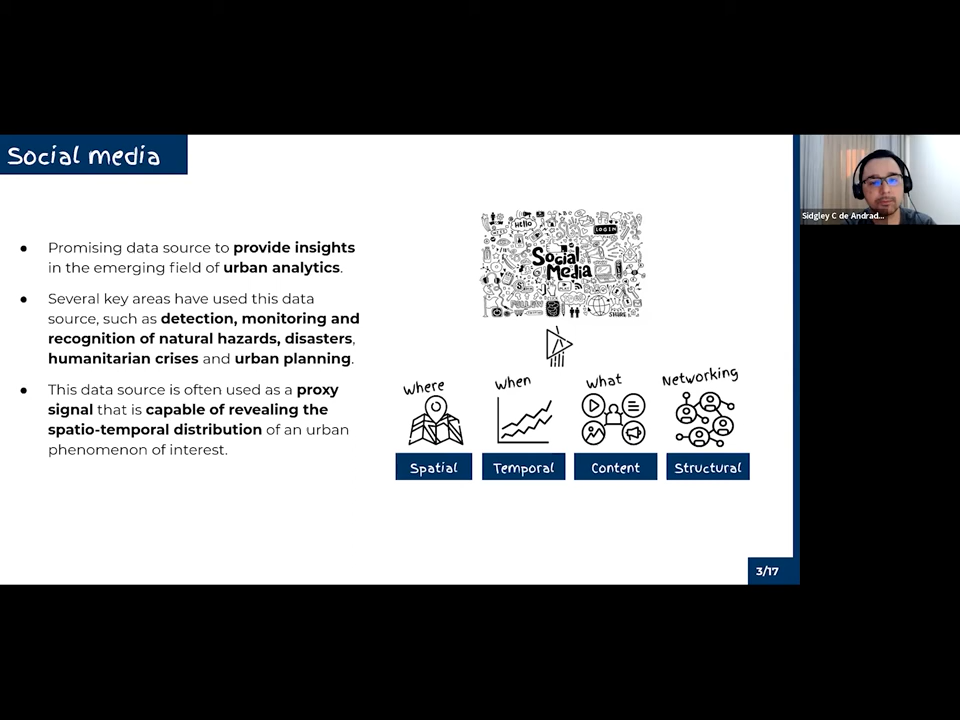 Social media
Sidgley C de Andrad...
● Promising data source to provide insights
in the emerging field of urban analytics.
● Several key areas have used this data
source, such as detection, monitoring and
recognition of natural hazards, disasters,
humanitarian crises and urban planning.
● This data source is often used as a proxy
signal that is capable of revealing the
spatio-temporal distribution of an urban
phenomenon of interest.
HELLO
LOGIN
Social
Media
FOLLOW
SHARE
where
when
what
Networking
Spatial
Temporal
Content
Structural
3/17